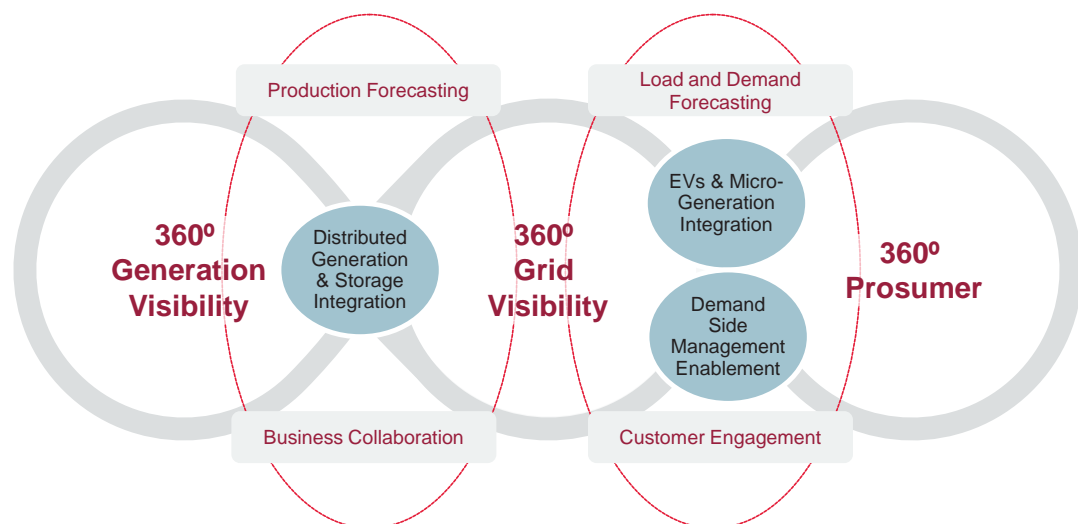 Production Forecasting
Load and Demand
Forecasting
360º
Generation
Visibility
Distributed
Generation
& Storage
Integration
360º
Grid
Visibility
EVs & Micro-
Generation
Integration
Demand
Side
Management
Enablement
360º
Prosumer
Business Collaboration
Customer Engagement